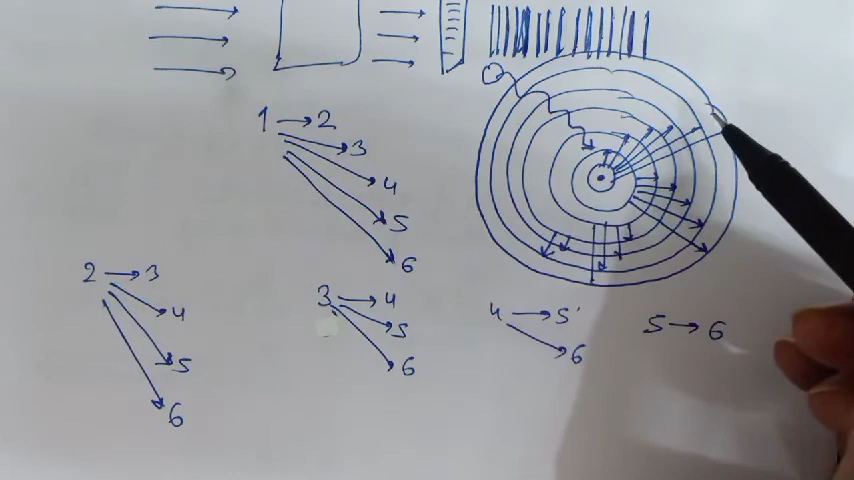 1 → 2
→ 3
→ 4
→ 5
→ 6
2 → 3
→ 4
→ 5
→ 6
3 → 4
→ 5
→ 6
4 → 5'
→ 6
5 → 6